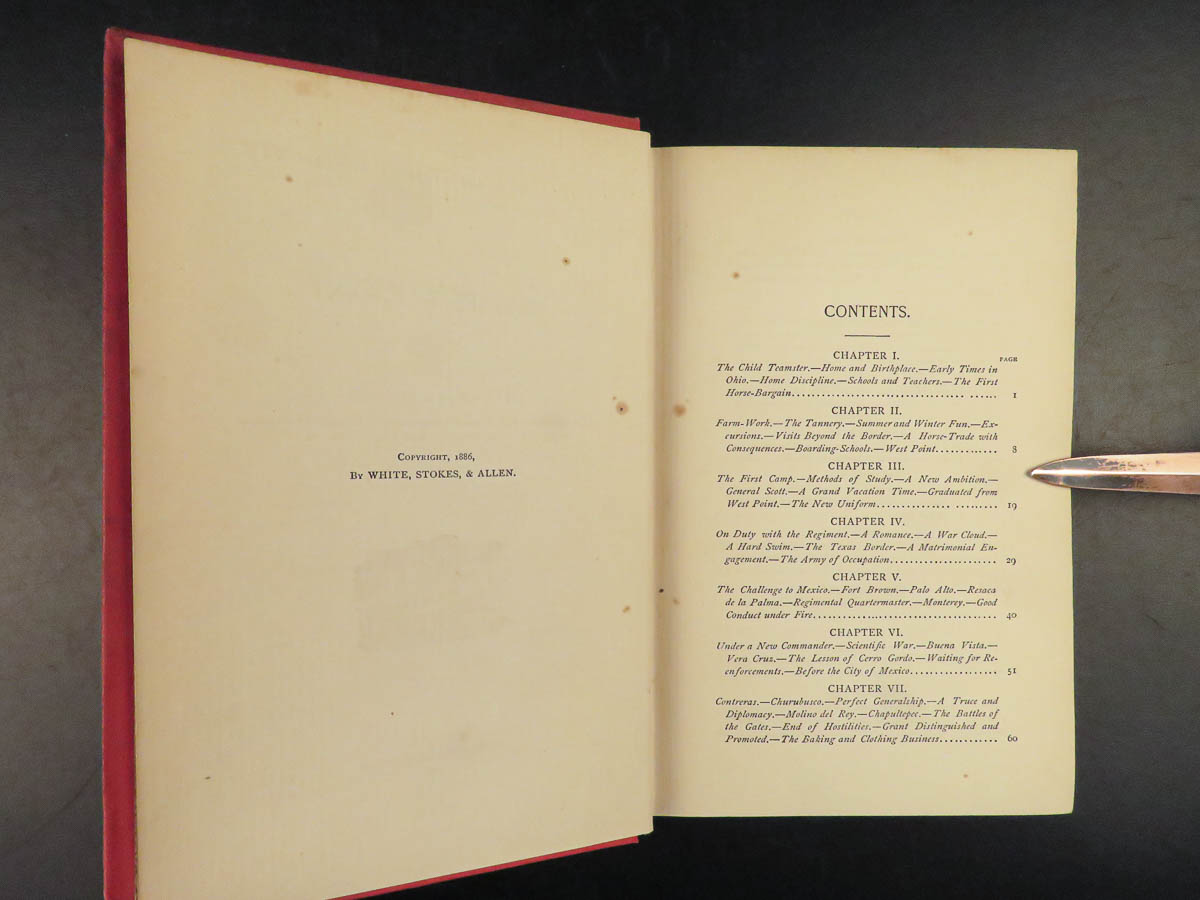 COPYRIGHT, 1886,
BY WHITE, STOKES, & ALLEN.
CONTENTS.
CHAPTER I.
PAGE
The Child Teamster.—Home and Birthplace.—Early Times in
Ohio.—Home Discipline.—Schools and Teachers.—The First
Horse-Bargain.................................. ...... 1
CHAPTER II.
Farm-Work.—The Tannery.—Summer and Winter Fun.—Ex-
cursions.—Visits Beyond the Border.—A Horse-Trade with
Consequences.—Boarding-Schools.—West Point............ 8
CHAPTER III.
The First Camp.—Methods of Study.—A New Ambition.—
General Scott.—A Grand Vacation Time.—Graduated from
West Point.—The New Uniform............... ......... 19
CHAPTER IV.
On Duty with the Regiment.—A Romance.—A War Cloud.—
A Hard Swim.—The Texas Border.—A Matrimonial En-
gagement.—The Army of Occupation..................... 29
CHAPTER V.
The Challenge to Mexico.—Fort Brown.—Palo Alto.—Resaca
de la Palma.—Regimental Quartermaster.—Monterey.—Good
Conduct under Fire.................................... 40
CHAPTER VI.
Under a New Commander.—Scientific War.—Buena Vista.—
Vera Cruz.—The Lesson of Cerro Gordo.—Waiting for Re-
enforcements.—Before the City of Mexico................. 51
CHAPTER VII.
Contreras.—Churubusco.—Perfect Generalship.—A Truce and
Diplomacy.—Molino del Rey.—Chapultepec.—The Battles of
the Gates.—End of Hostilities.—Grant Distinguished and
Promoted.—The Baking and Clothing Business............ 60